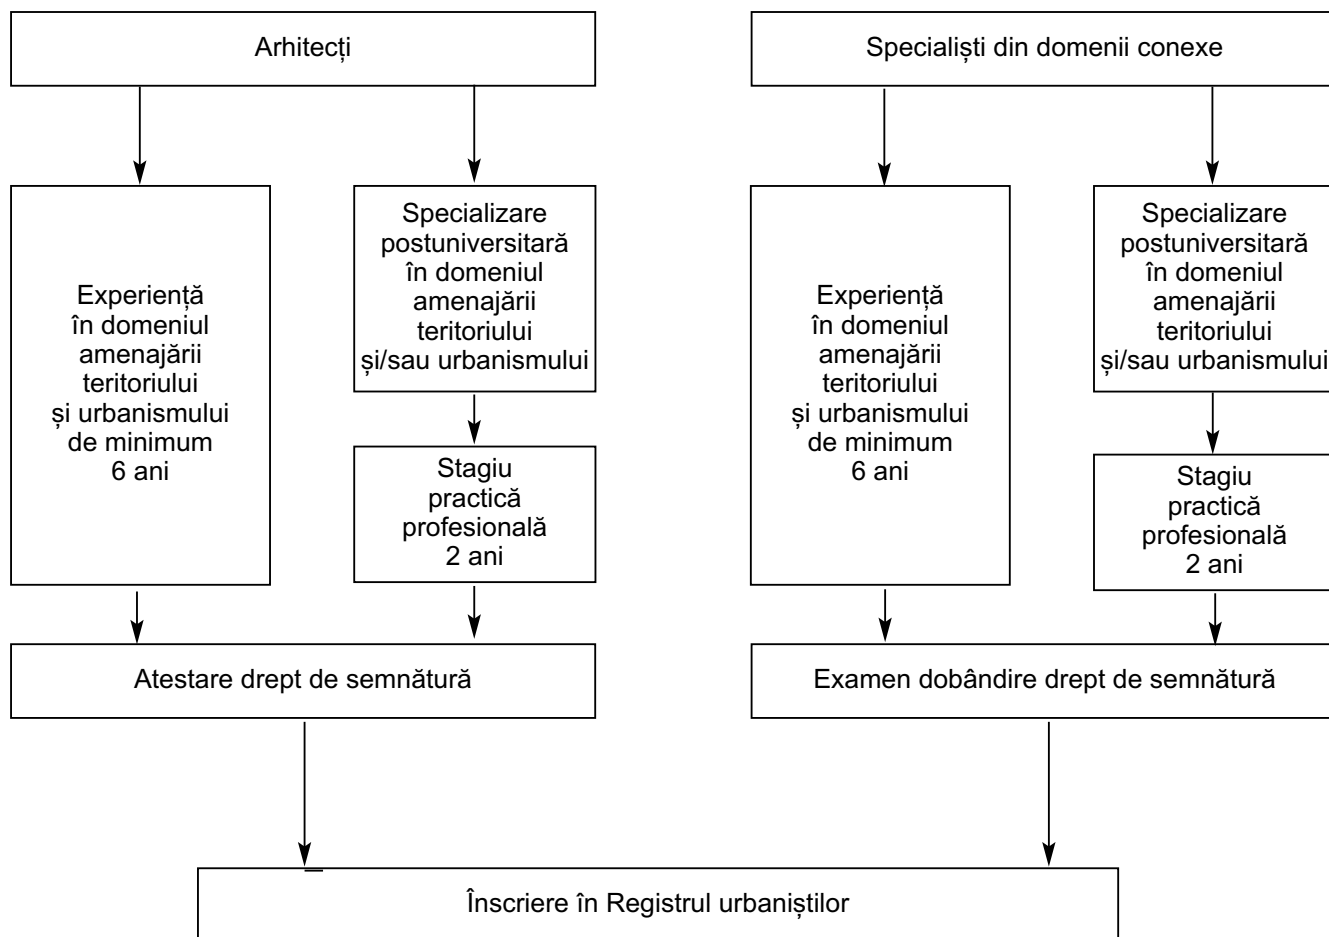 Arhitecți
Specialiști din domenii conexe
Experiență
în domeniul
amenajării
teritoriului
și urbanismului
de minimum
6 ani
Specializare
postuniversitară
în domeniul
amenajării
teritoriului
și/sau urbanismului
Stagiu
practică
profesională
2 ani
Experiență
în domeniul
amenajării
teritoriului
și urbanismului
de minimum
6 ani
Specializare
postuniversitară
în domeniul
amenajării
teritoriului
și/sau urbanismului
Stagiu
practică
profesională
2 ani
Atestare drept de semnătură
Examen dobândire drept de semnătură
Înscriere în Registrul urbaniștilor